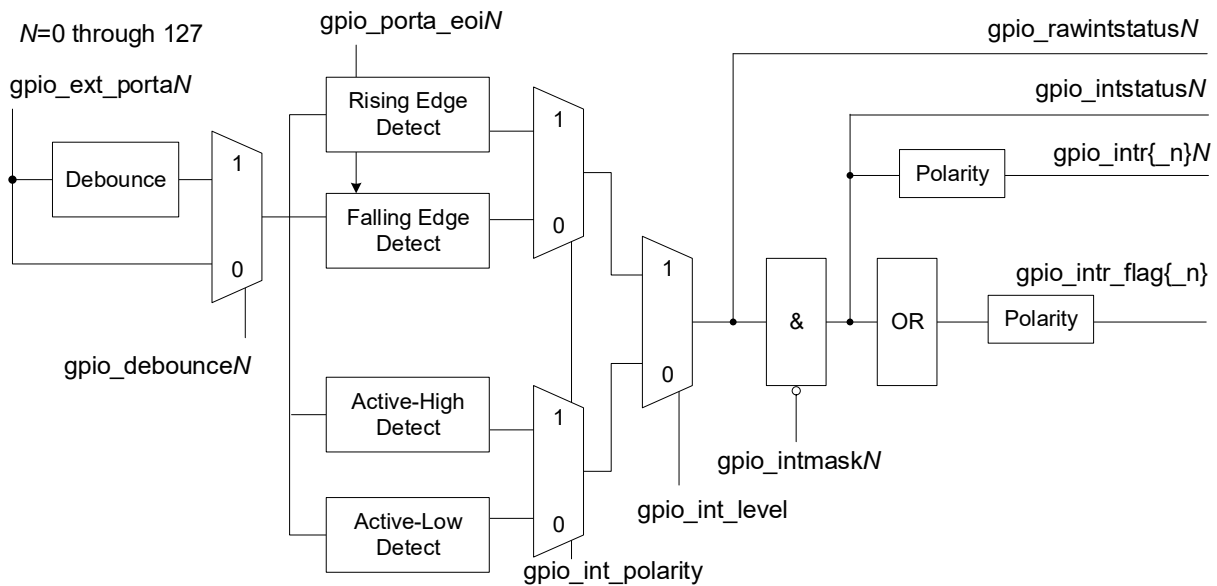 N=0 through 127
gpio_porta_eoiN
gpio_rawintstatusN
gpio_ext_portaN
gpio_intstatusN
Rising Edge
Detect
1
gpio_intr{_n}N
Debounce
1
Polarity
Falling Edge
Detect
0
0
1
gpio_intr_flag{_n}
&
OR
Polarity
gpio_debounceN
0
Active-High
Detect
1
gpio_intmaskN
gpio_int_level
Active-Low
Detect
0
gpio_int_polarity